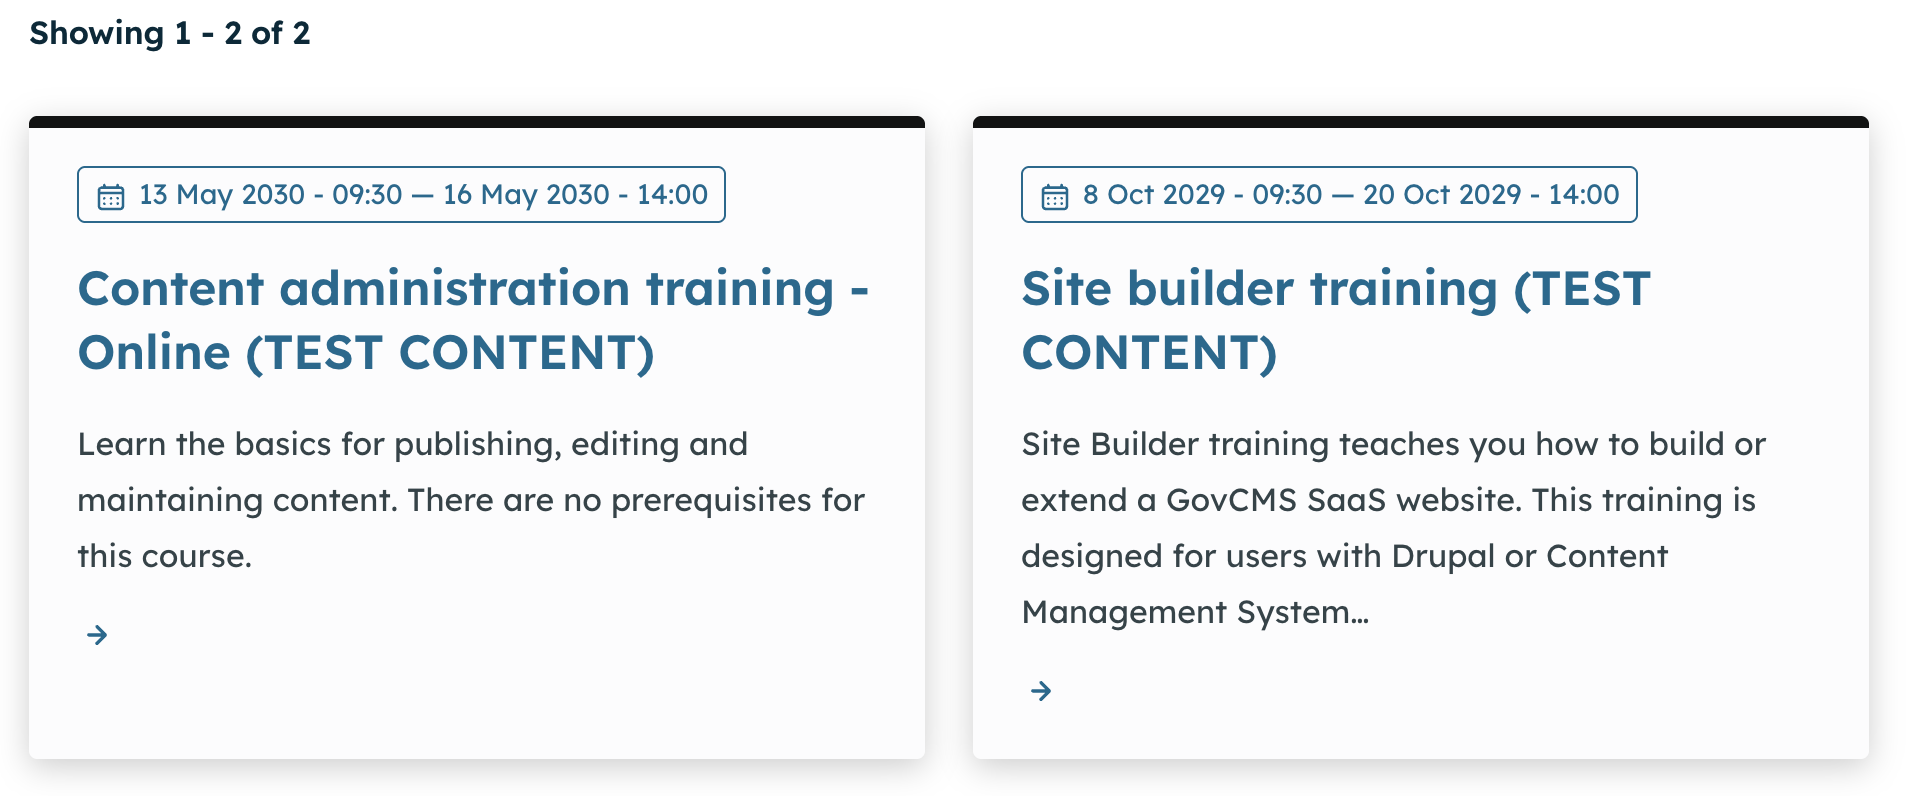 Showing 1 - 2 of 2
13 May 2030 - 09:30 — 16 May 2030 - 14:00
Content administration training -
Online (TEST CONTENT)
Learn the basics for publishing, editing and
maintaining content. There are no prerequisites for
this course.
8 Oct 2029 - 09:30 — 20 Oct 2029 - 14:00
Site builder training (TEST
CONTENT)
Site Builder training teaches you how to build or
extend a GovCMS SaaS website. This training is
designed for users with Drupal or Content
Management System...